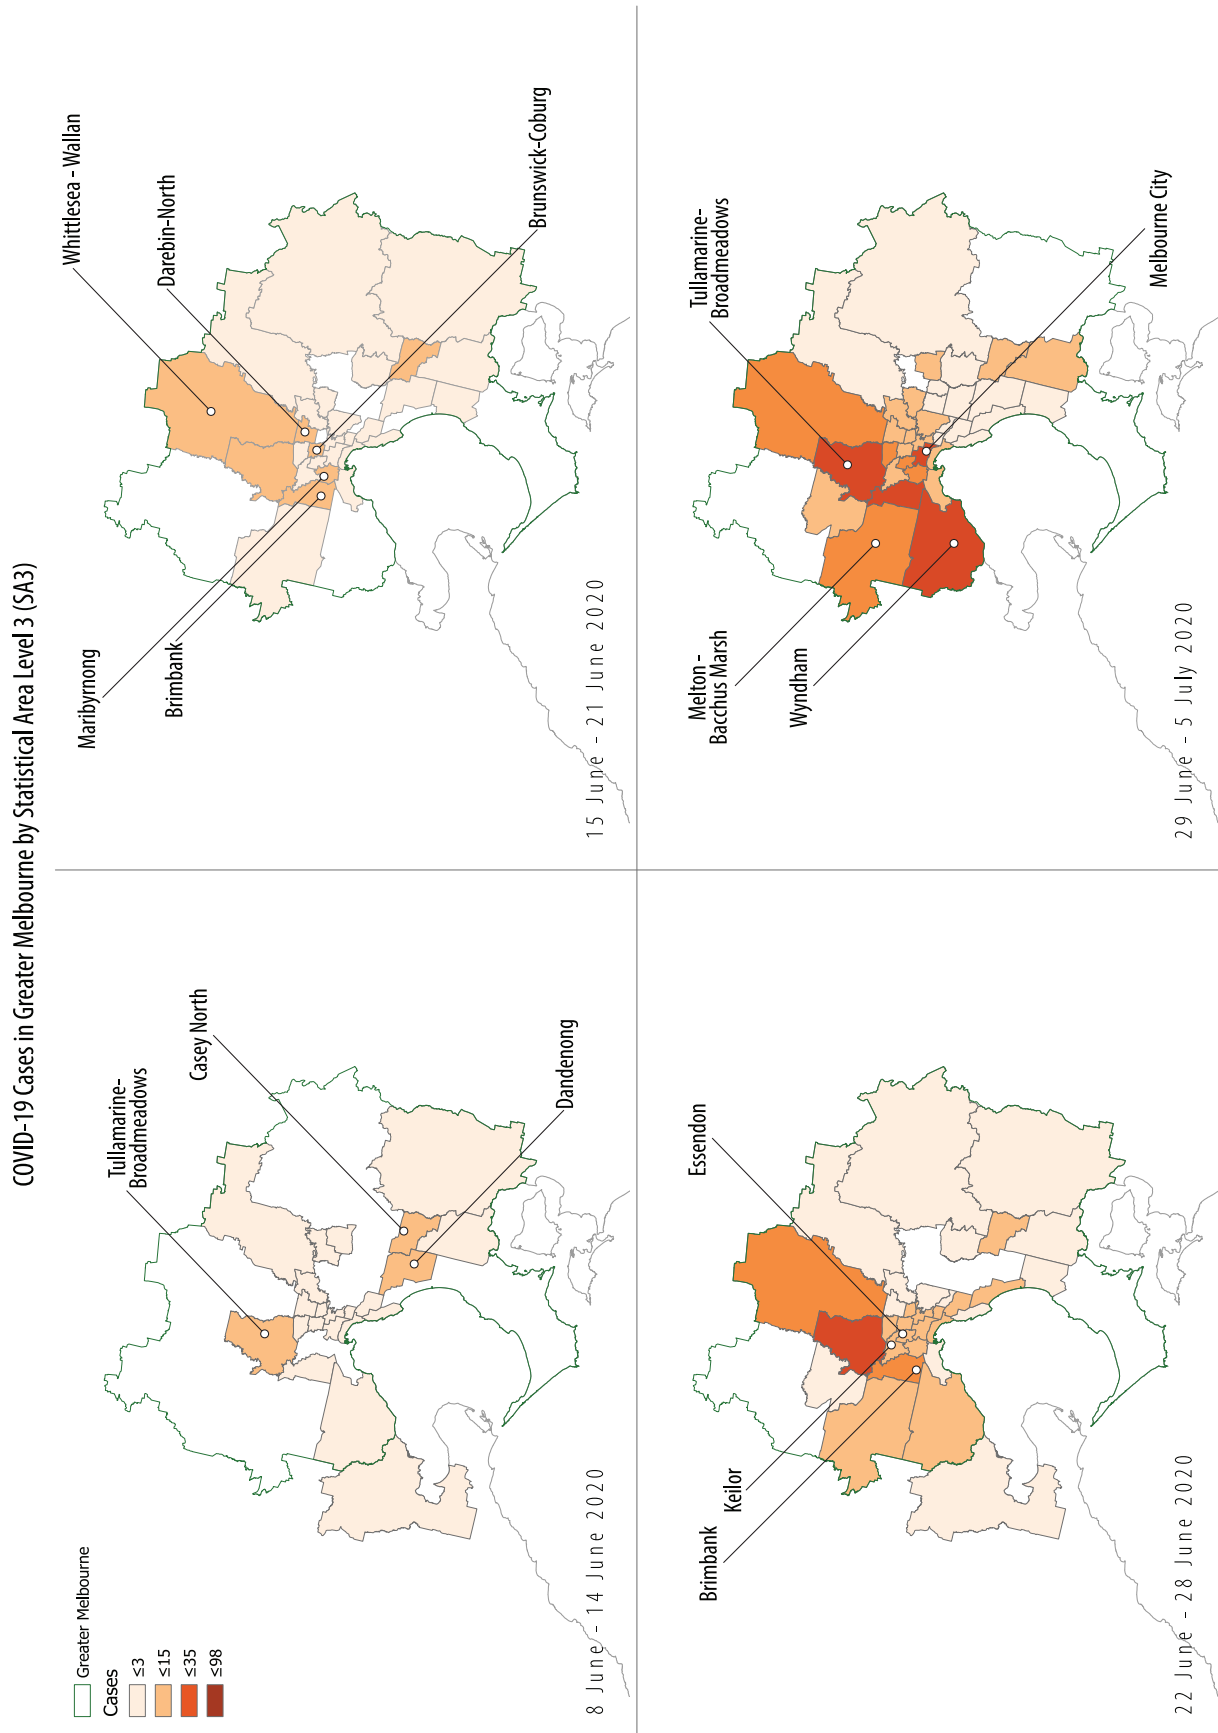 COVID-19 Cases in Greater Melbourne by Statistical Area Level 3 (SA3)
Greater Melbourne
Cases
≤3
≤15
≤35
≤98
Tullamarine-
Broadmeadows
Casey North
Dandenong
8 June - 14 June 2020
Whittlesea - Wallan
Darebin-North
Brunswick-Coburg
Maribyrnong
Brimbank
15 June - 21 June 2020
Essendon
Keilor
Brimbank
22 June - 28 June 2020
Tullamarine-
Broadmeadows
Melbourne City
Melton -
Bacchus Marsh
Wyndham
29 June - 5 July 2020